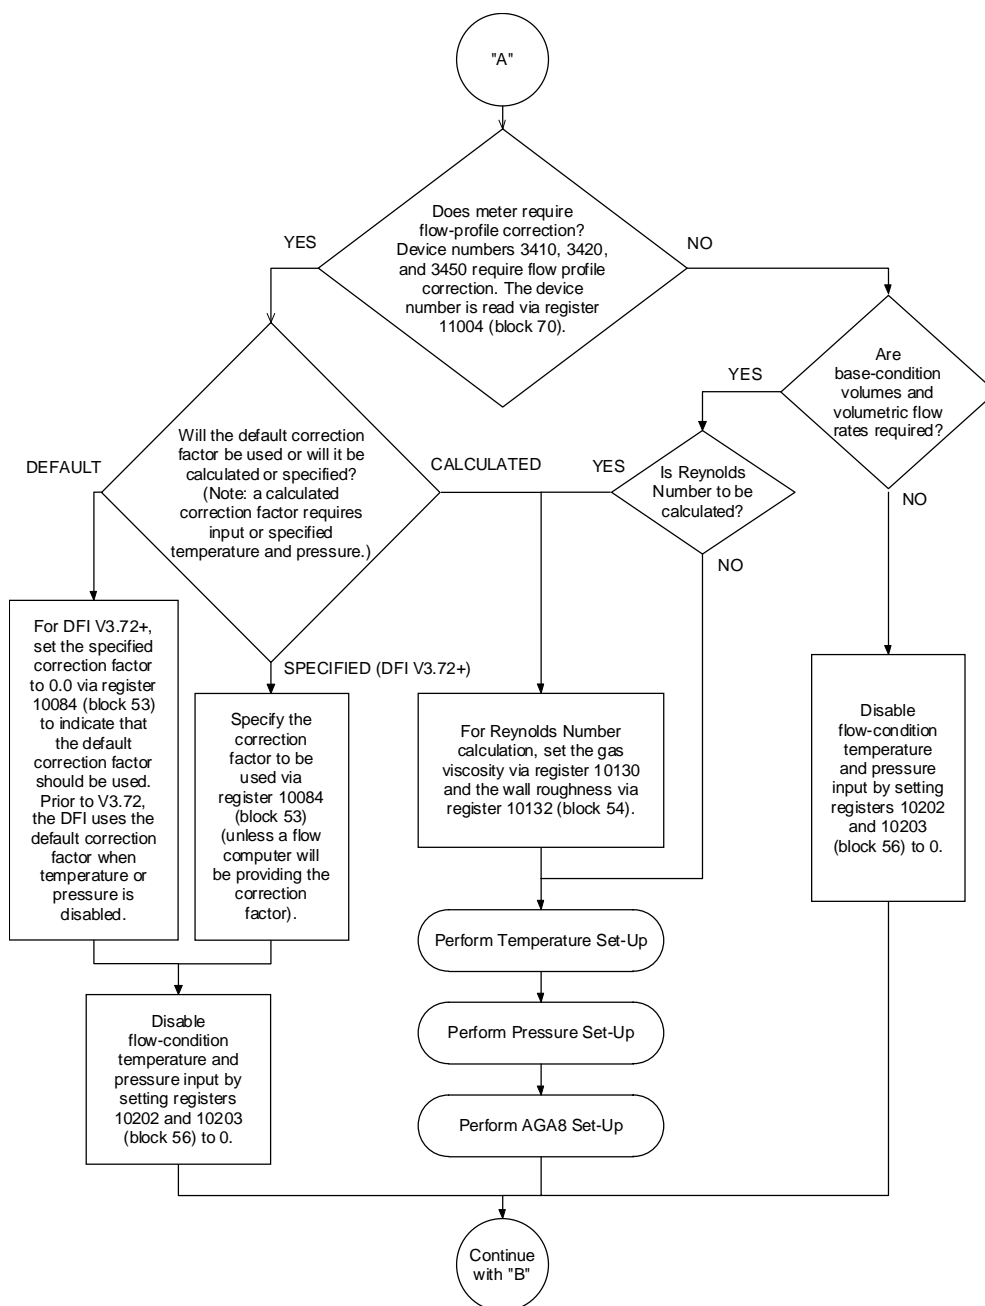 "A"
Does meter require
flow-profile correction?
Device numbers 3410, 3420,
and 3450 require flow profile
correction. The device
number is read via register
11004 (block 70).
YES
NO
Are
base-condition
volumes and
volumetric flow
rates required?
YES
NO
Will the default correction
factor be used or will it be
calculated or specified?
(Note: a calculated
correction factor requires
input or specified
temperature and pressure.)
DEFAULT
CALCULATED
SPECIFIED (DFI V3.72+)
Is Reynolds
Number to be
calculated?
YES
NO
For DFI V3.72+,
set the specified
correction factor
to 0.0 via register
10084 (block 53)
to indicate that
the default
correction factor
should be used.
Prior to V3.72,
the DFI uses the
default correction
factor when
temperature or
pressure is
disabled.
Specify the
correction
factor to be
used via
register 10084
(block 53)
(unless a flow
computer will
be providing the
correction
factor).
For Reynolds Number
calculation, set the gas
viscosity via register 10130
and the wall roughness via
register 10132 (block 54).
Disable
flow-condition
temperature
and pressure
input by setting
registers 10202
and 10203
(block 56) to 0.
Perform Temperature Set-Up
Perform Pressure Set-Up
Perform AGA8 Set-Up
Disable
flow-condition
temperature and
pressure input by
setting registers
10202 and 10203
(block 56) to 0.
Continue
with "B"